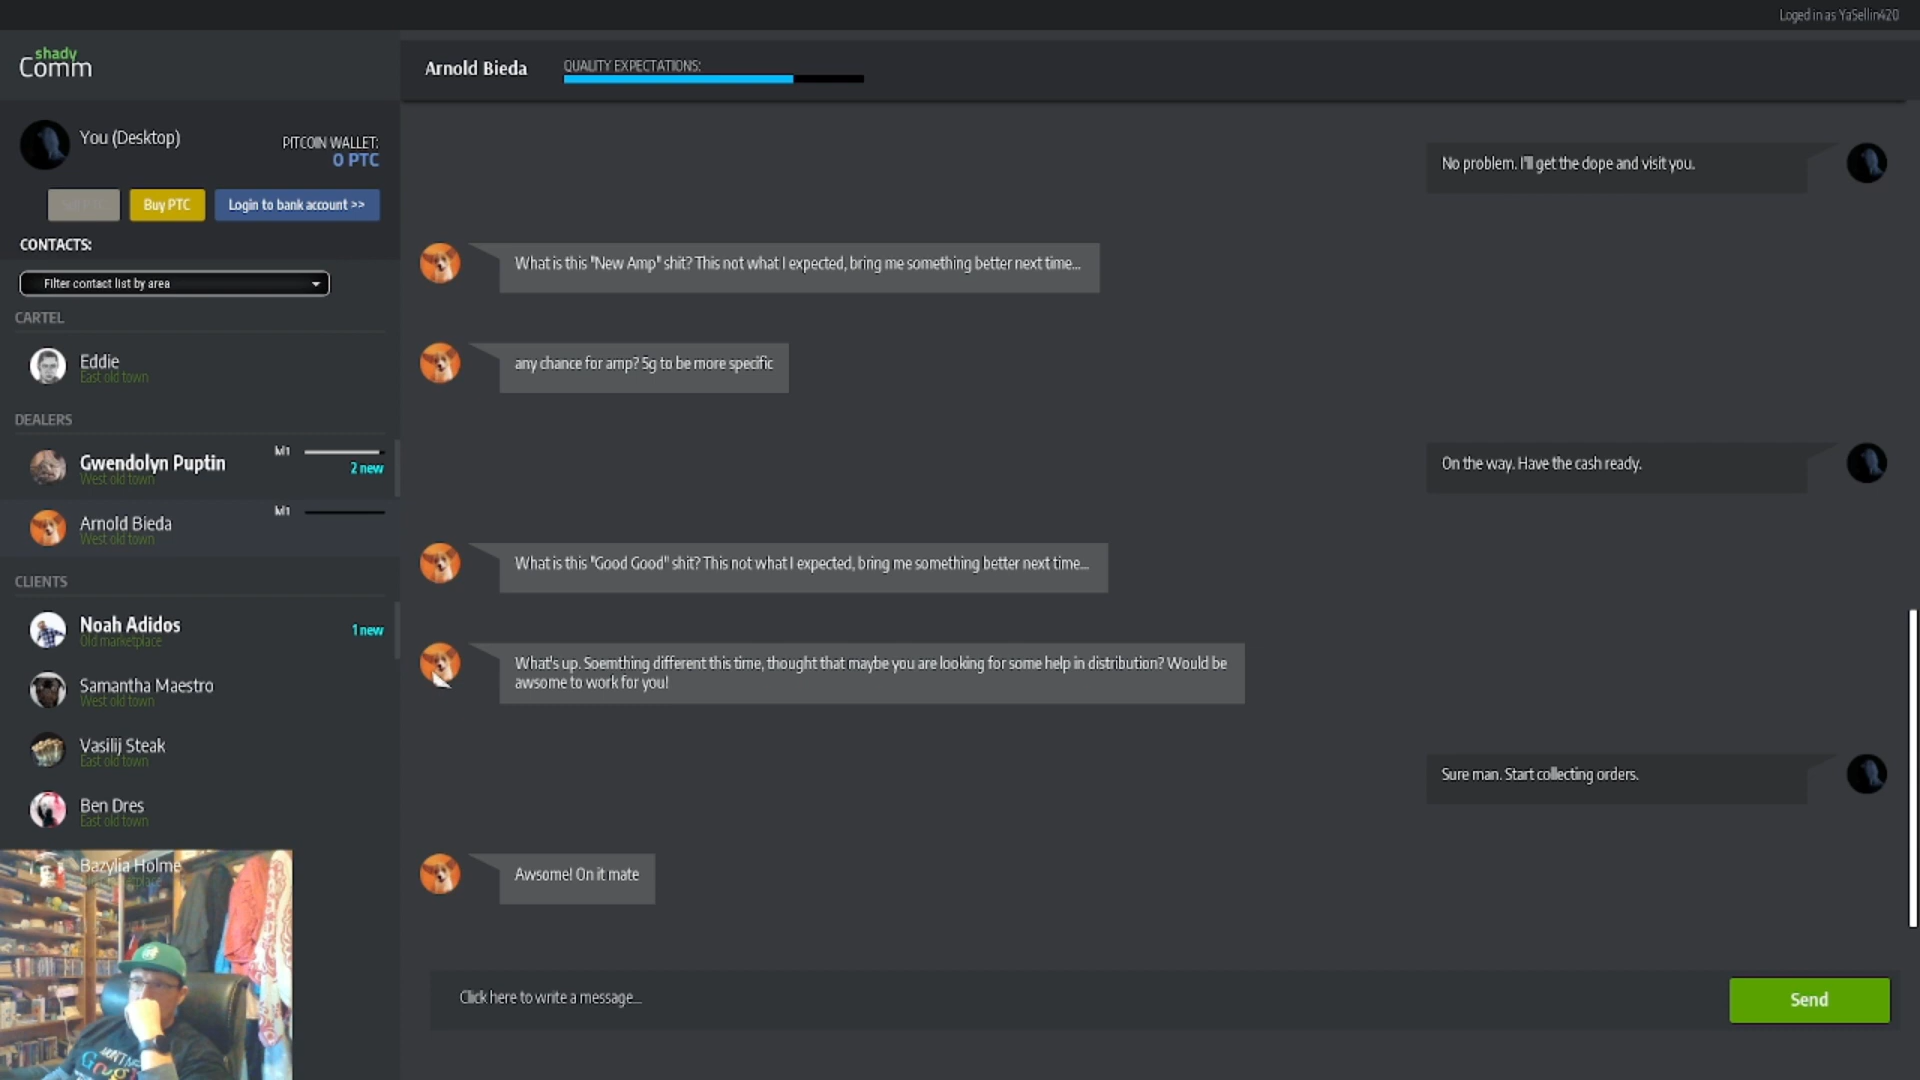 Loged in as YaSellin420
shady
Comm
You (Desktop)
PITCOIN WALLET:
0 PTC
Buy PTC
Login to bank account >>
CONTACTS:
Filter contact list by area
CARTEL
Eddie
East old town
DEALERS
Gwendolyn Puptin
lvl 1
2 new
West old town
Arnold Bieda
lvl 1
West old town
CLIENTS
Noah Adidos
1 new
Old marketplace
Samantha Maestro
West old town
Vasilij Steak
East old town
Ben Dres
East old town
Bazylia Holme
Arnold Bieda
QUALITY EXPECTATIONS:
No problem. I'll get the dope and visit you.
What is this "New Amp" shit? This not what I expected, bring me something better next time...
any chance for amp? 5g to be more specific
On the way. Have the cash ready.
What is this "Good Good" shit? This not what I expected, bring me something better next time...
What's up. Soemthing different this time, thought that maybe you are looking for some help in distribution? Would be
awsome to work for you!
Sure man. Start collecting orders.
Awsome! On it mate
Click here to write a message...
Send